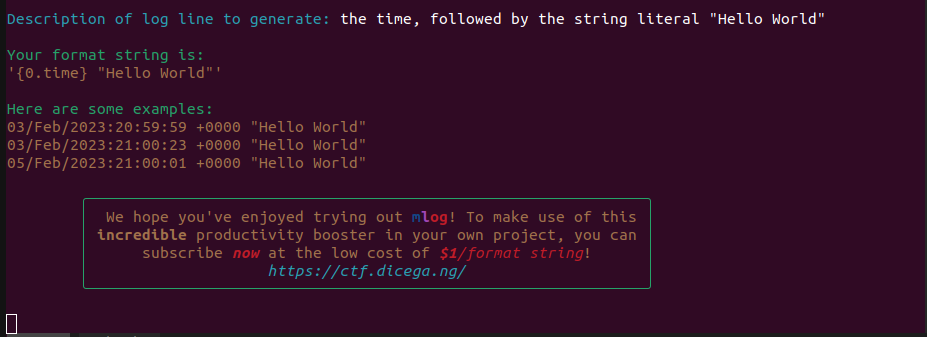 Description of log line to generate: the time, followed by the string literal "Hello World"
Your format string is:
'{0.time} "Hello World"'
Here are some examples:
03/Feb/2023:20:59:59 +0000 "Hello World"
03/Feb/2023:21:00:23 +0000 "Hello World"
05/Feb/2023:21:00:01 +0000 "Hello World"
We hope you've enjoyed trying out mlog! To make use of this
incredible productivity booster in your own project, you can
subscribe now at the low cost of $1/format string!
https://ctf.dicega.ng/